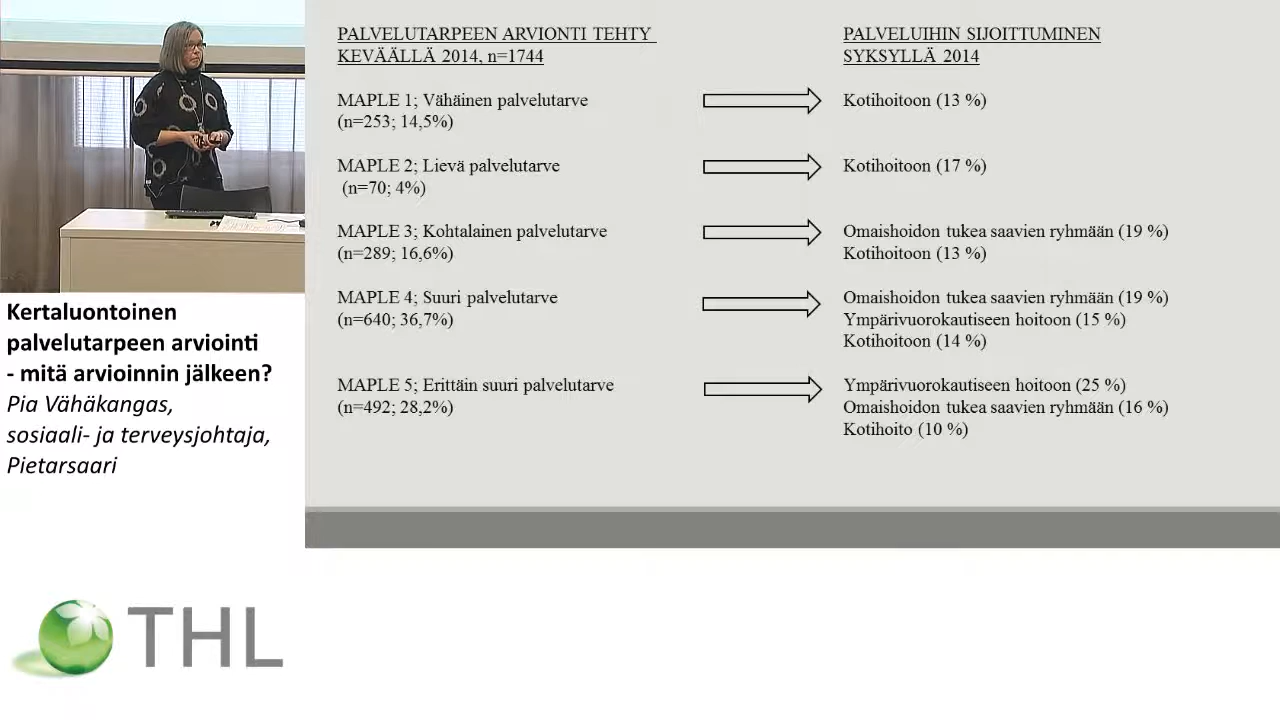 PALVELUTARPEEN ARVIONTI TEHTY
KEVÄÄLLÄ 2014, n=1744
MAPLE 1; Vähäinen palvelutarve
(n=253; 14,5%)
MAPLE 2; Lievä palvelutarve
(n=70; 4%)
MAPLE 3; Kohtalainen palvelutarve
(n=289; 16,6%)
MAPLE 4; Suuri palvelutarve
(n=640; 36,7%)
MAPLE 5; Erittäin suuri palvelutarve
(n=492; 28,2%)
PALVELUIHIN SIJOITTUMINEN
SYKSYLLÄ 2014
Kotihoitoon (13 %)
Kotihoitoon (17 %)
Omaishoidon tukea saavien ryhmään (19 %)
Kotihoitoon (13 %)
Omaishoidon tukea saavien ryhmään (19 %)
Ympärivuorokautiseen hoitoon (15 %)
Kotihoitoon (14 %)
Ympärivuorokautiseen hoitoon (25 %)
Omaishoidon tukea saavien ryhmään (16 %)
Kotihoito (10 %)
Kertaluontoinen
palvelutarpeen arviointi
- mitä arvioinnin jälkeen?
Pia Vähäkangas,
sosiaali- ja terveysjohtaja,
Pietarsaari
THL